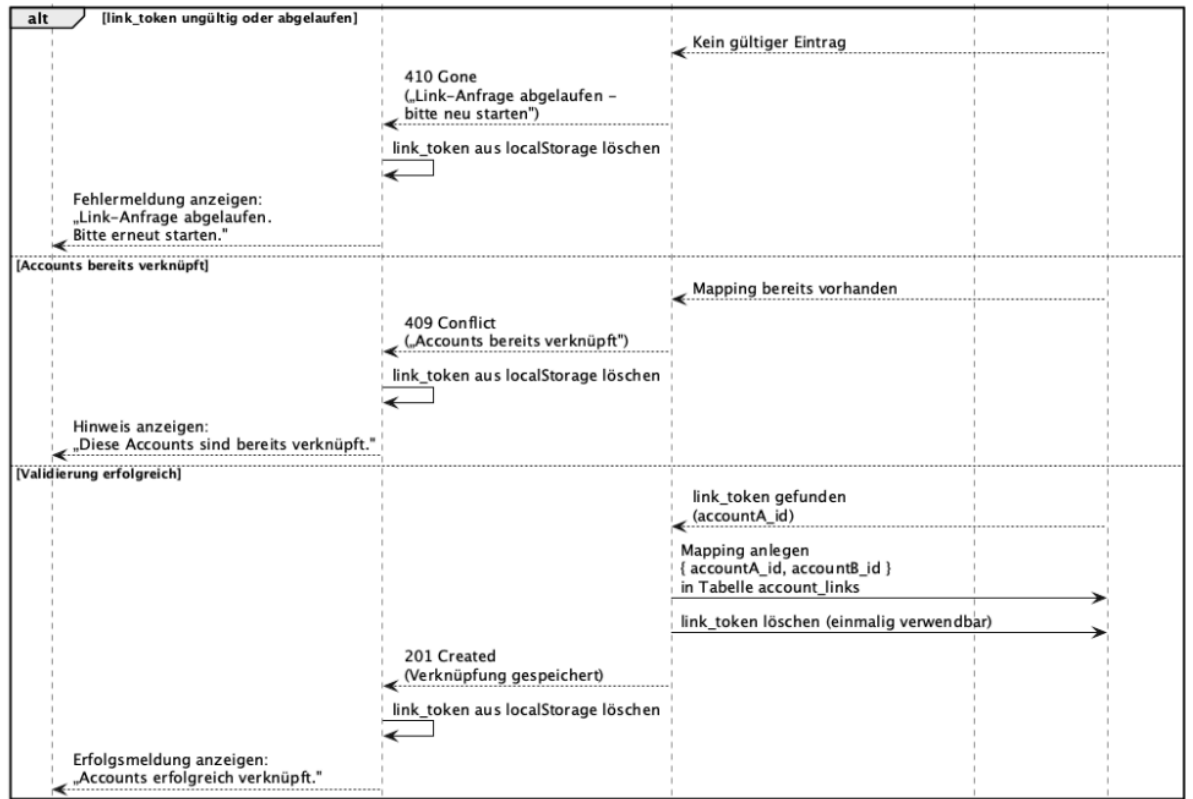 alt [link_token ungültig oder abgelaufen]
Kein gültiger Eintrag
410 Gone
(„Link-Anfrage abgelaufen –
bitte neu starten")
link_token aus localStorage löschen
Fehlermeldung anzeigen:
„Link-Anfrage abgelaufen.
Bitte erneut starten."
[Accounts bereits verknüpft]
Mapping bereits vorhanden
409 Conflict
(„Accounts bereits verknüpft")
link_token aus localStorage löschen
Hinweis anzeigen:
„Diese Accounts sind bereits verknüpft."
[Validierung erfolgreich]
link_token gefunden
(accountA_id)
Mapping anlegen
{ accountA_id, accountB_id }
in Tabelle account_links
link_token löschen (einmalig verwendbar)
201 Created
(Verknüpfung gespeichert)
link_token aus localStorage löschen
Erfolgsmeldung anzeigen:
„Accounts erfolgreich verknüpft."